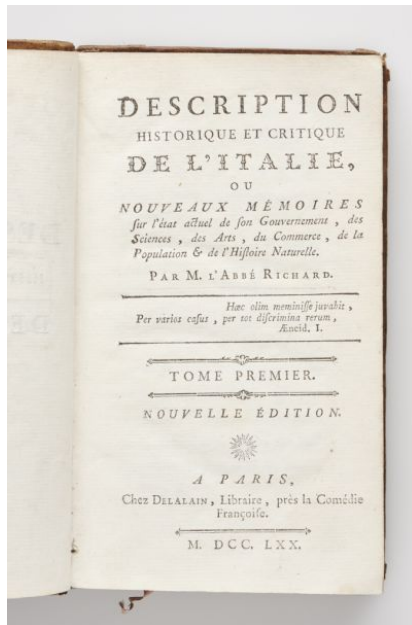 DESCRIPTION
HISTORIQUE ET CRITIQUE
DE L'ITALIE,
OU
NOUVEAUX MÉMOIRES
ſur l'état actuel de ſon Gouvernement, des
Sciences, des Arts, du Commerce, de la
Population & de l'Hiſtoire Naturelle.
PAR M. L'ABBÉ RICHARD.
Hæc olim meminiſſe juvabit,
Per varios caſus, per tot diſcrimina rerum,
Æneid. I.
TOME PREMIER.
NOUVELLE ÉDITION.
A PARIS,
Chez DELALAIN, Libraire, près la Comédie
Françoiſe.
M. DCC. LXX.